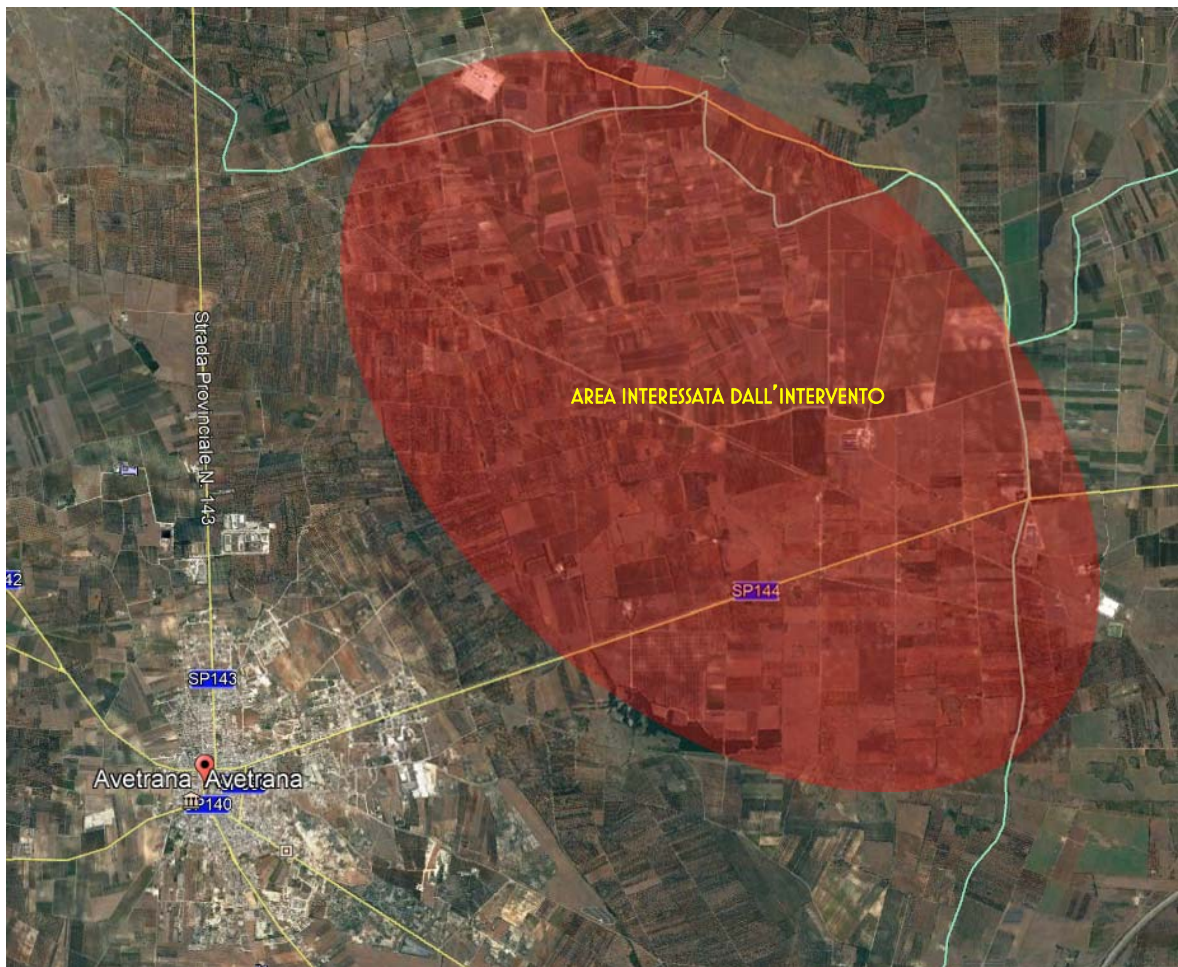 Strada Provinciale N. 143
AREA INTERESSATA DALL'INTERVENTO
42
SP144
SP143
Avetrana Avetrana
SP140